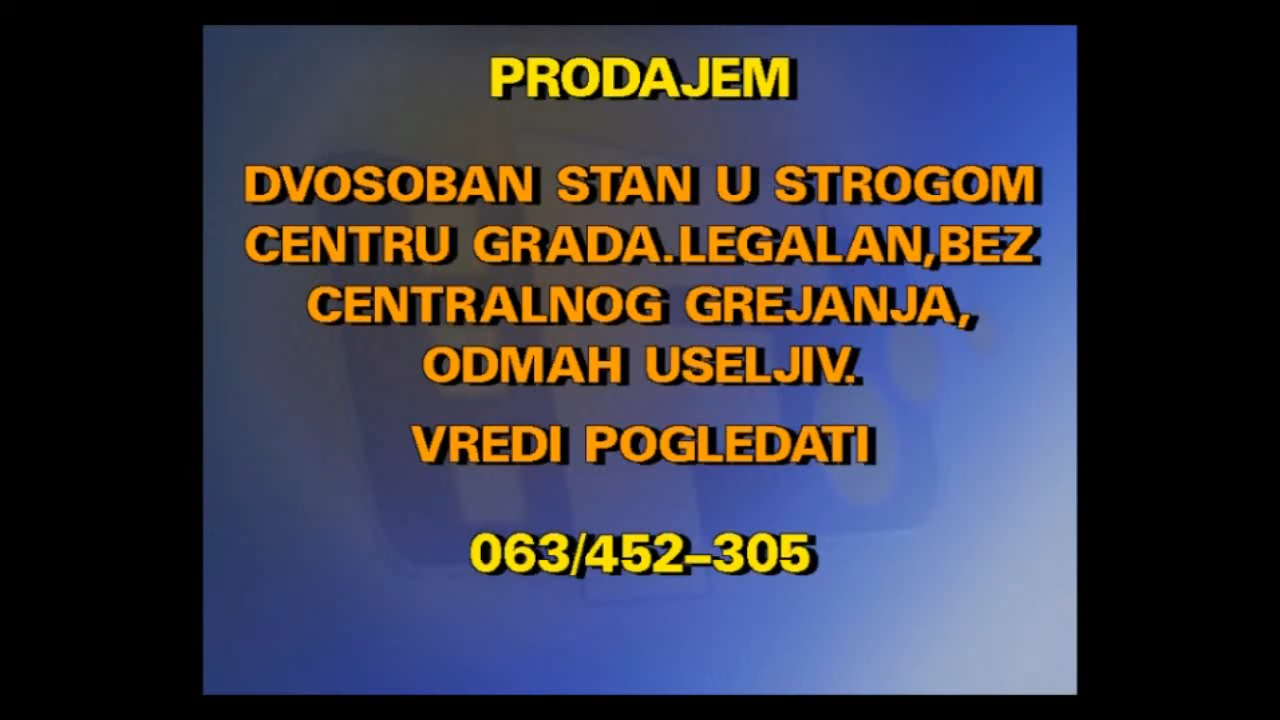 PRODAJEM
DVOSOBAN STAN U STROGOM
CENTRU GRADA.LEGALAN,BEZ
CENTRALNOG GREJANJA,
ODMAH USELJIV.
VREDI POGLEDATI
063/452-305